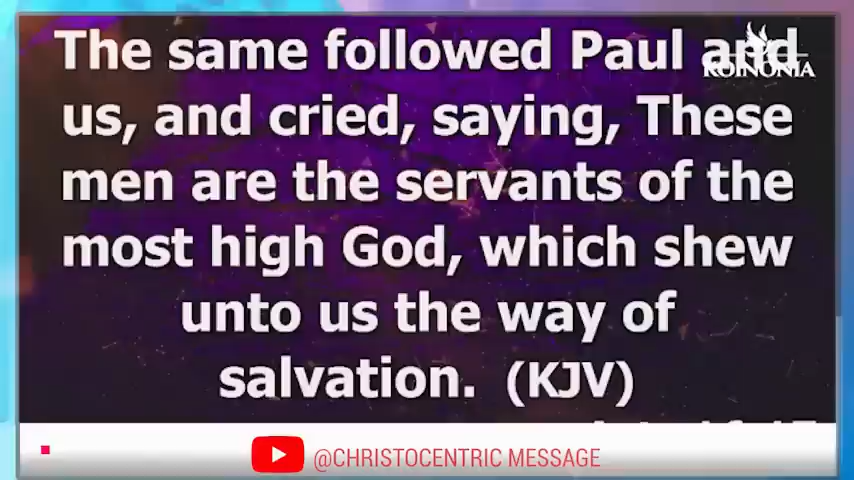 The same followed Paul and
KOINONIA
us, and cried, saying, These
men are the servants of the
most high God, which shew
unto us the way of
salvation. (KJV)
@CHRISTOCENTRIC MESSAGE